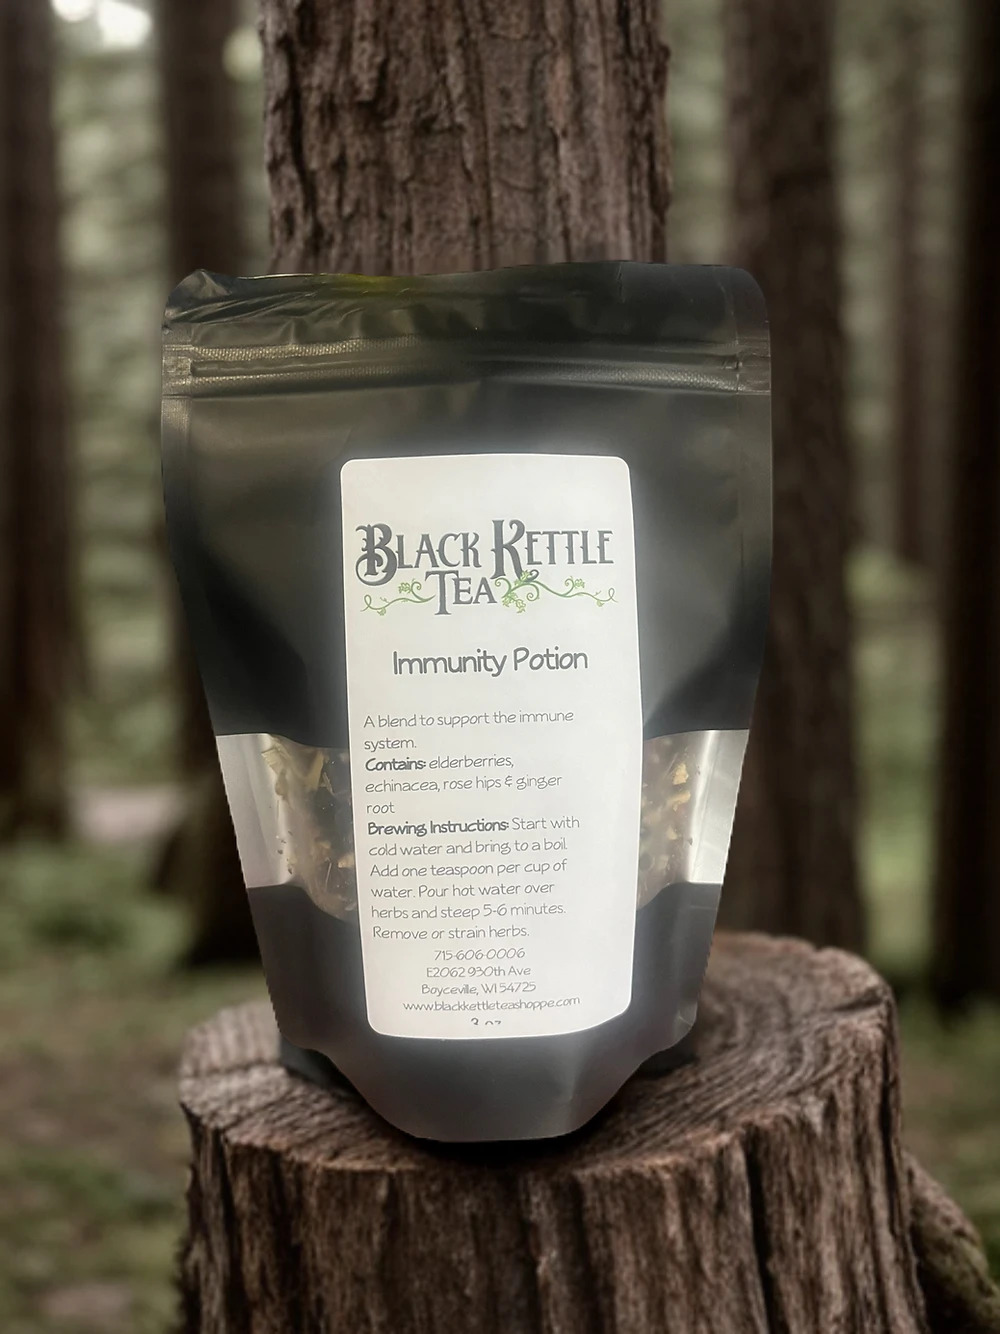 BLACK KETTLE
TEA
Immunity Potion
A blend to support the immune
system.
Contains: elderberries,
echinacea, rose hips & ginger
root
Brewing Instructions: Start with
cold water and bring to a boil.
Add one teaspoon per cup of
water. Pour hot water over
herbs and steep 5-6 minutes.
Remove or strain herbs.
715-606-0006
E2062 930th Ave
Boyceville, WI 54725
www.blackkettleteashoppe.com
3 oz